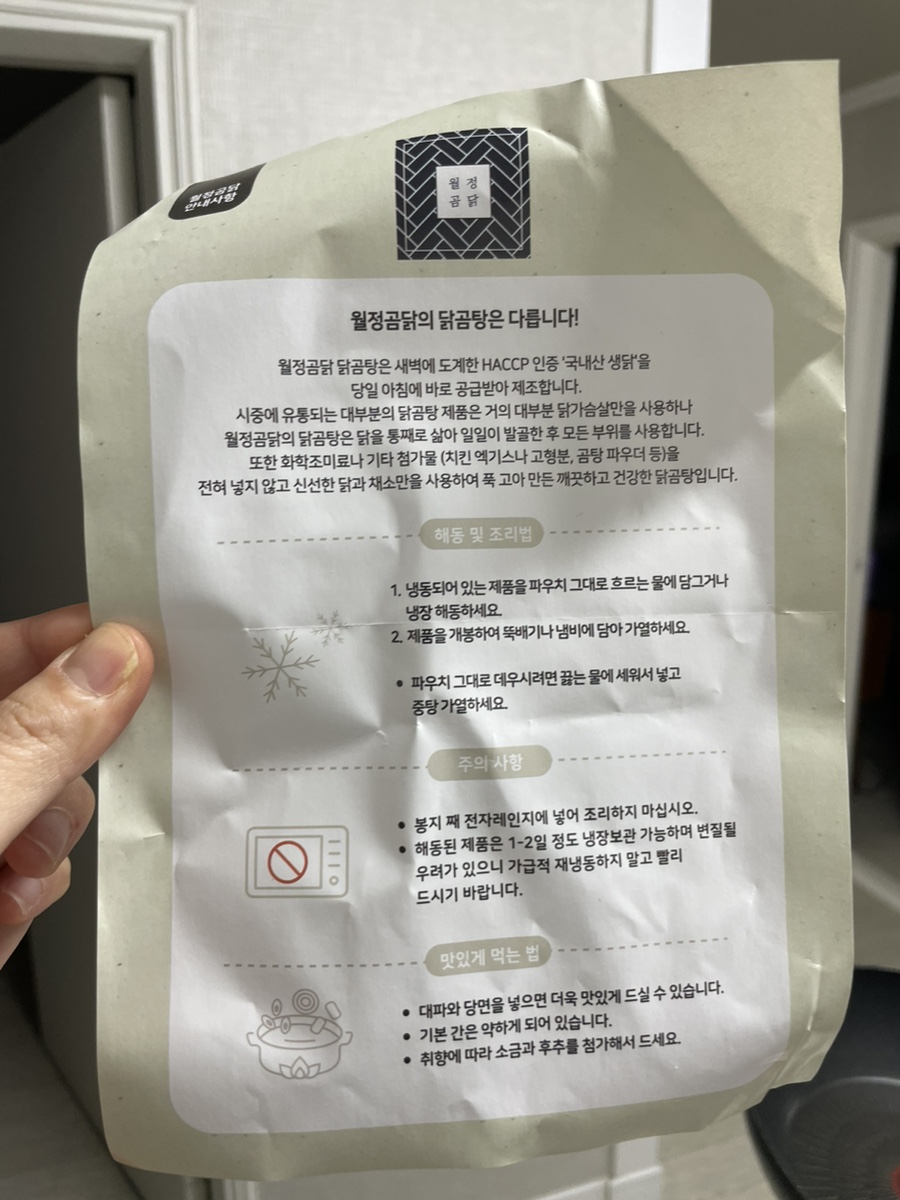 월정곰닭
안내사항
월정
곰닭
월정곰닭의 닭곰탕은 다릅니다!
월정곰닭 닭곰탕은 새벽에 도계한 HACCP 인증 '국내산 생닭'을
당일 아침에 바로 공급받아 제조합니다.
시중에 유통되는 대부분의 닭곰탕 제품은 거의 대부분 닭가슴살만을 사용하나
월정곰닭의 닭곰탕은 닭을 통째로 삶아 일일이 발골한 후 모든 부위를 사용합니다.
또한 화학조미료나 기타 첨가물 (치킨 엑기스나 고형분, 곰탕 파우더 등)을
전혀 넣지 않고 신선한 닭과 채소만을 사용하여 푹 고아 만든 깨끗하고 건강한 닭곰탕입니다.
해동 및 조리법
1. 냉동되어 있는 제품을 파우치 그대로 흐르는 물에 담그거나
냉장 해동하세요.
2. 제품을 개봉하여 뚝배기나 냄비에 담아 가열하세요.
• 파우치 그대로 데우시려면 끓는 물에 세워서 넣고
중탕 가열하세요.
주의 사항
• 봉지 째 전자레인지에 넣어 조리하지 마십시오.
• 해동된 제품은 1-2일 정도 냉장보관 가능하며 변질될
우려가 있으니 가급적 재냉동하지 말고 빨리
드시기 바랍니다.
맛있게 먹는 법
• 대파와 당면을 넣으면 더욱 맛있게 드실 수 있습니다.
• 기본 간은 약하게 되어 있습니다.
• 취향에 따라 소금과 후추를 첨가해서 드세요.